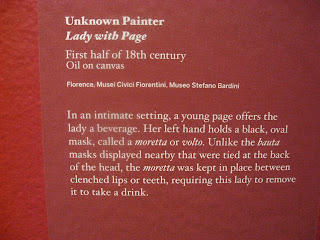 Unknown Painter
Lady with Page
First half of 18th century
Oil on canvas
Florence, Musei Civici Fiorentini, Museo Stefano Bardini
In an intimate setting, a young page offers the
lady a beverage. Her left hand holds a black, oval
mask, called a moretta or volto. Unlike the bauta
masks displayed nearby that were tied at the back
of the head, the moretta was kept in place between
clenched lips or teeth, requiring this lady to remove
it to take a drink.